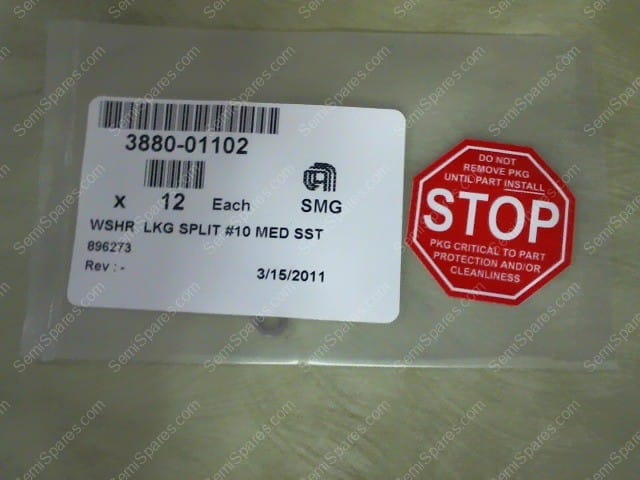 3880-01102
x 12 Each
SMG
WSHR LKG SPLIT #10 MED SST
896273
Rev : -
3/15/2011
DO NOT
REMOVE PKG
UNTIL PART INSTALL
STOP
PKG CRITICAL TO PART
PROTECTION AND/OR
CLEANLINESS
SemiSpares.com